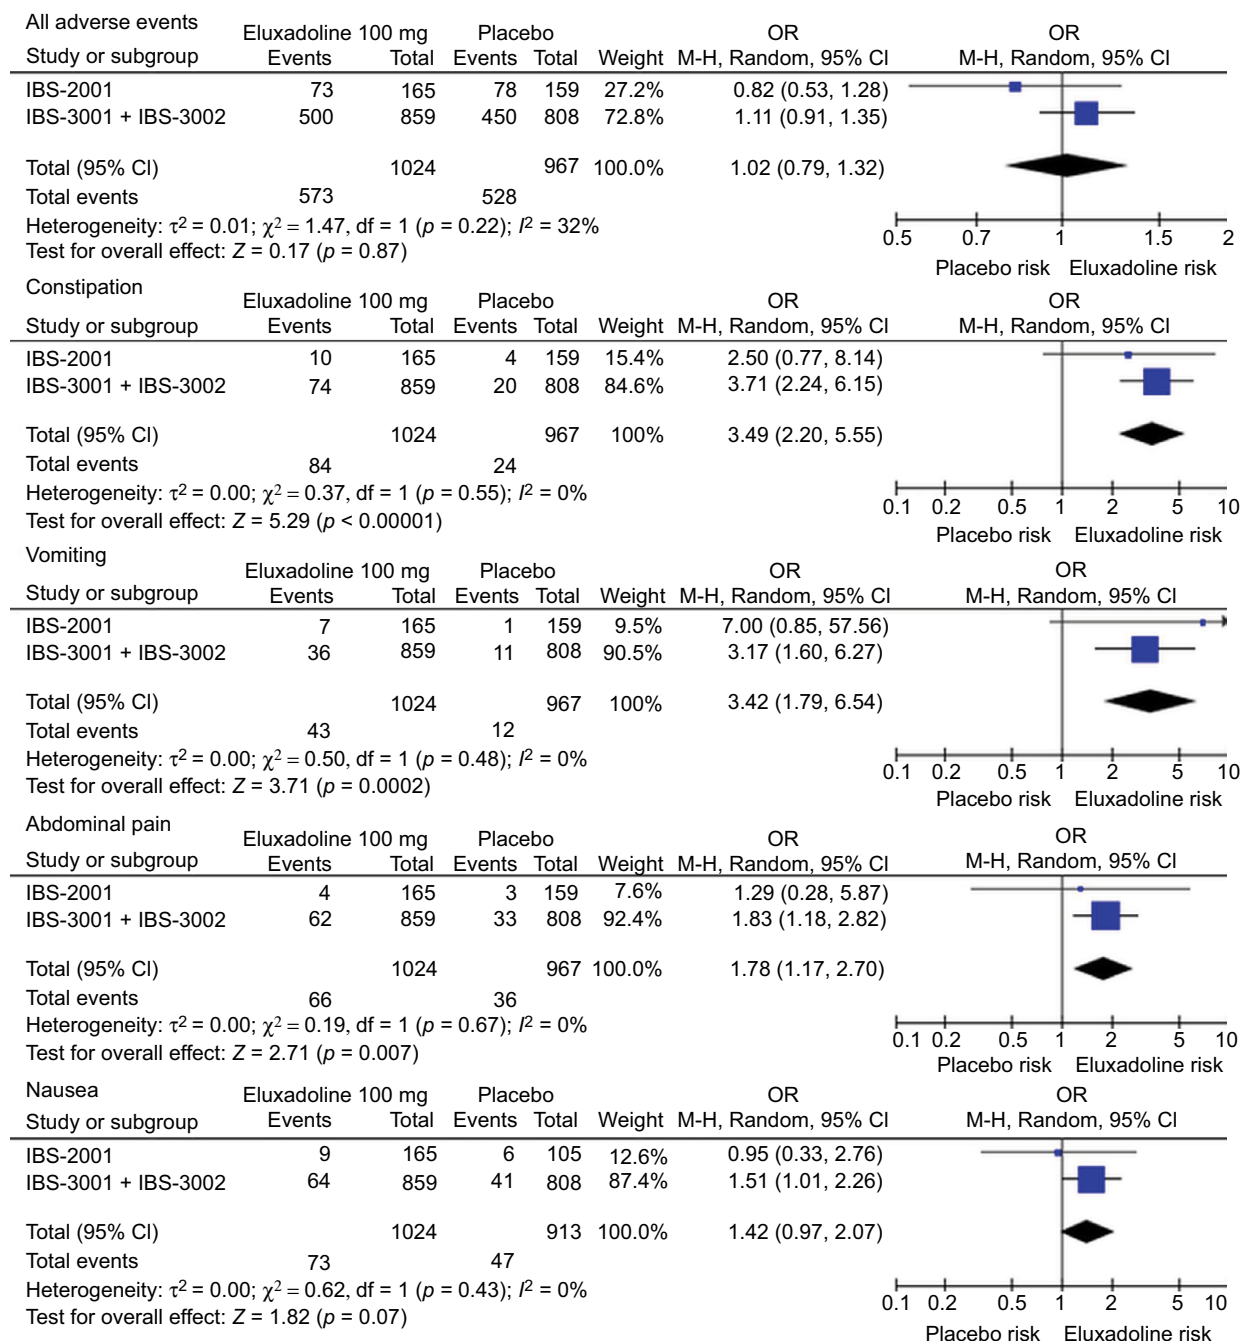 All adverse events
Eluxadoline 100 mg Placebo OR OR
Study or subgroup Events Total Events Total Weight M-H, Random, 95% CI M-H, Random, 95% CI
IBS-2001 73 165 78 159 27.2% 0.82 (0.53, 1.28)
IBS-3001 + IBS-3002 500 859 450 808 72.8% 1.11 (0.91, 1.35)
Total (95% CI) 1024 967 100.0% 1.02 (0.79, 1.32)
Total events 573 528
Heterogeneity: τ² = 0.01; χ² = 1.47, df = 1 (p = 0.22); I² = 32%
Test for overall effect: Z = 0.17 (p = 0.87)
0.5 0.7 1 1.5 2
Placebo risk Eluxadoline risk
Constipation
Eluxadoline 100 mg Placebo OR OR
Study or subgroup Events Total Events Total Weight M-H, Random, 95% CI M-H, Random, 95% CI
IBS-2001 10 165 4 159 15.4% 2.50 (0.77, 8.14)
IBS-3001 + IBS-3002 74 859 20 808 84.6% 3.71 (2.24, 6.15)
Total (95% CI) 1024 967 100% 3.49 (2.20, 5.55)
Total events 84 24
Heterogeneity: τ² = 0.00; χ² = 0.37, df = 1 (p = 0.55); I² = 0%
Test for overall effect: Z = 5.29 (p < 0.00001)
0.1 0.2 0.5 1 2 5 10
Placebo risk Eluxadoline risk
Vomiting
Eluxadoline 100 mg Placebo OR OR
Study or subgroup Events Total Events Total Weight M-H, Random, 95% CI M-H, Random, 95% CI
IBS-2001 7 165 1 159 9.5% 7.00 (0.85, 57.56)
IBS-3001 + IBS-3002 36 859 11 808 90.5% 3.17 (1.60, 6.27)
Total (95% CI) 1024 967 100% 3.42 (1.79, 6.54)
Total events 43 12
Heterogeneity: τ² = 0.00; χ² = 0.50, df = 1 (p = 0.48); I² = 0%
Test for overall effect: Z = 3.71 (p = 0.0002)
0.1 0.2 0.5 1 2 5 10
Placebo risk Eluxadoline risk
Abdominal pain
Eluxadoline 100 mg Placebo OR OR
Study or subgroup Events Total Events Total Weight M-H, Random, 95% CI M-H, Random, 95% CI
IBS-2001 4 165 3 159 7.6% 1.29 (0.28, 5.87)
IBS-3001 + IBS-3002 62 859 33 808 92.4% 1.83 (1.18, 2.82)
Total (95% CI) 1024 967 100.0% 1.78 (1.17, 2.70)
Total events 66 36
Heterogeneity: τ² = 0.00; χ² = 0.19, df = 1 (p = 0.67); I² = 0%
Test for overall effect: Z = 2.71 (p = 0.007)
0.1 0.2 0.5 1 2 5 10
Placebo risk Eluxadoline risk
Nausea
Eluxadoline 100 mg Placebo OR OR
Study or subgroup Events Total Events Total Weight M-H, Random, 95% CI M-H, Random, 95% CI
IBS-2001 9 165 6 105 12.6% 0.95 (0.33, 2.76)
IBS-3001 + IBS-3002 64 859 41 808 87.4% 1.51 (1.01, 2.26)
Total (95% CI) 1024 913 100.0% 1.42 (0.97, 2.07)
Total events 73 47
Heterogeneity: τ² = 0.00; χ² = 0.62, df = 1 (p = 0.43); I² = 0%
Test for overall effect: Z = 1.82 (p = 0.07)
0.1 0.2 0.5 1 2 5 10
Placebo risk Eluxadoline risk